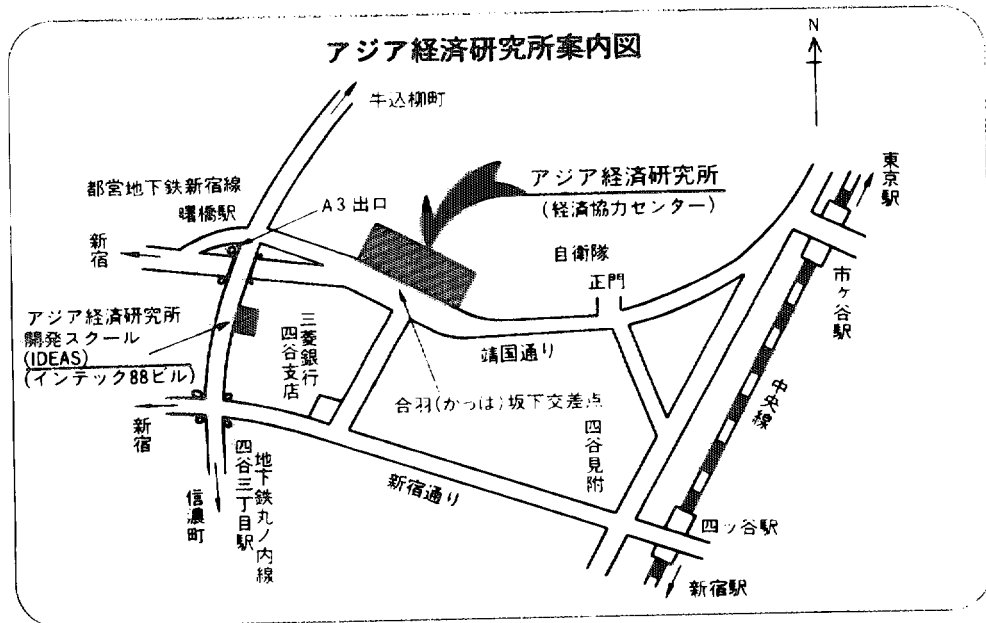 アジア経済研究所案内図
N
牛込柳町
都営地下鉄新宿線
曙橋駅
A3出口
新宿
アジア経済研究所
(経済協力センター)
自衛隊
正門
東京駅
市ヶ谷駅
アジア経済研究所
開発スクール
(IDEAS)
(インテック88ビル)
三菱銀行
四谷支店
靖国通り
中央線
合羽(かっは)坂下交差点
四谷見附
新宿
新宿通り
地下鉄丸ノ内線
四谷三丁目駅
信濃町
四ッ谷駅
新宿駅